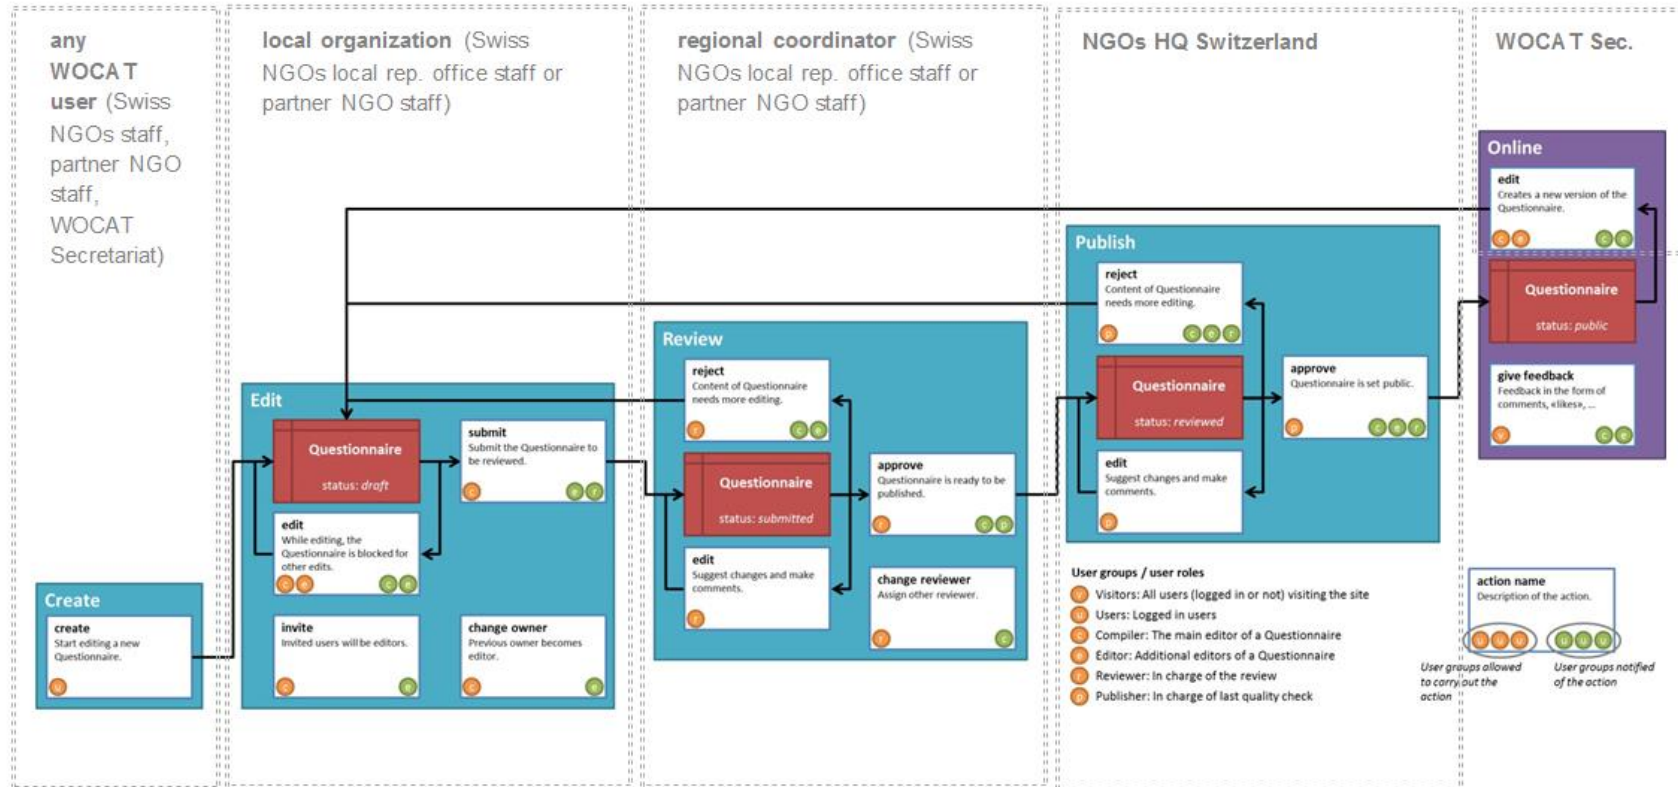 any
WOCAT
user (Swiss
NGOs staff,
partner NGO
staff,
WOCAT
Secretariat)
local organization (Swiss
NGOs local rep. office staff or
partner NGO staff)
regional coordinator (Swiss
NGOs local rep. office staff or
partner NGO staff)
NGOs HQ Switzerland
WOCAT Sec.
Create
create
Start editing a new
Questionnaire.
u
Edit
Questionnaire
status: draft
submit
Submit the Questionnaire to
be reviewed.
c e r
edit
While editing, the
Questionnaire is blocked for
other edits.
c e c e
invite
Invited users will be editors.
c e
change owner
Previous owner becomes
editor.
c e
Review
reject
Content of Questionnaire
needs more editing.
r c e
Questionnaire
status: submitted
approve
Questionnaire is ready to be
published.
r c p
edit
Suggest changes and make
comments.
r
change reviewer
Assign other reviewer.
r c
Publish
reject
Content of Questionnaire
needs more editing.
p c e r
Questionnaire
status: reviewed
approve
Questionnaire is set public.
p c e r
edit
Suggest changes and make
comments.
p
Online
edit
Creates a new version of the
Questionnaire.
c e c e
Questionnaire
status: public
give feedback
Feedback in the form of
comments, «likes», ...
v c e
User groups / user roles
v Visitors: All users (logged in or not) visiting the site
u Users: Logged in users
c Compiler: The main editor of a Questionnaire
e Editor: Additional editors of a Questionnaire
r Reviewer: In charge of the review
p Publisher: In charge of last quality check
action name
Description of the action.
u u u u u u
User groups allowed
to carry out the
action
User groups notified
of the action